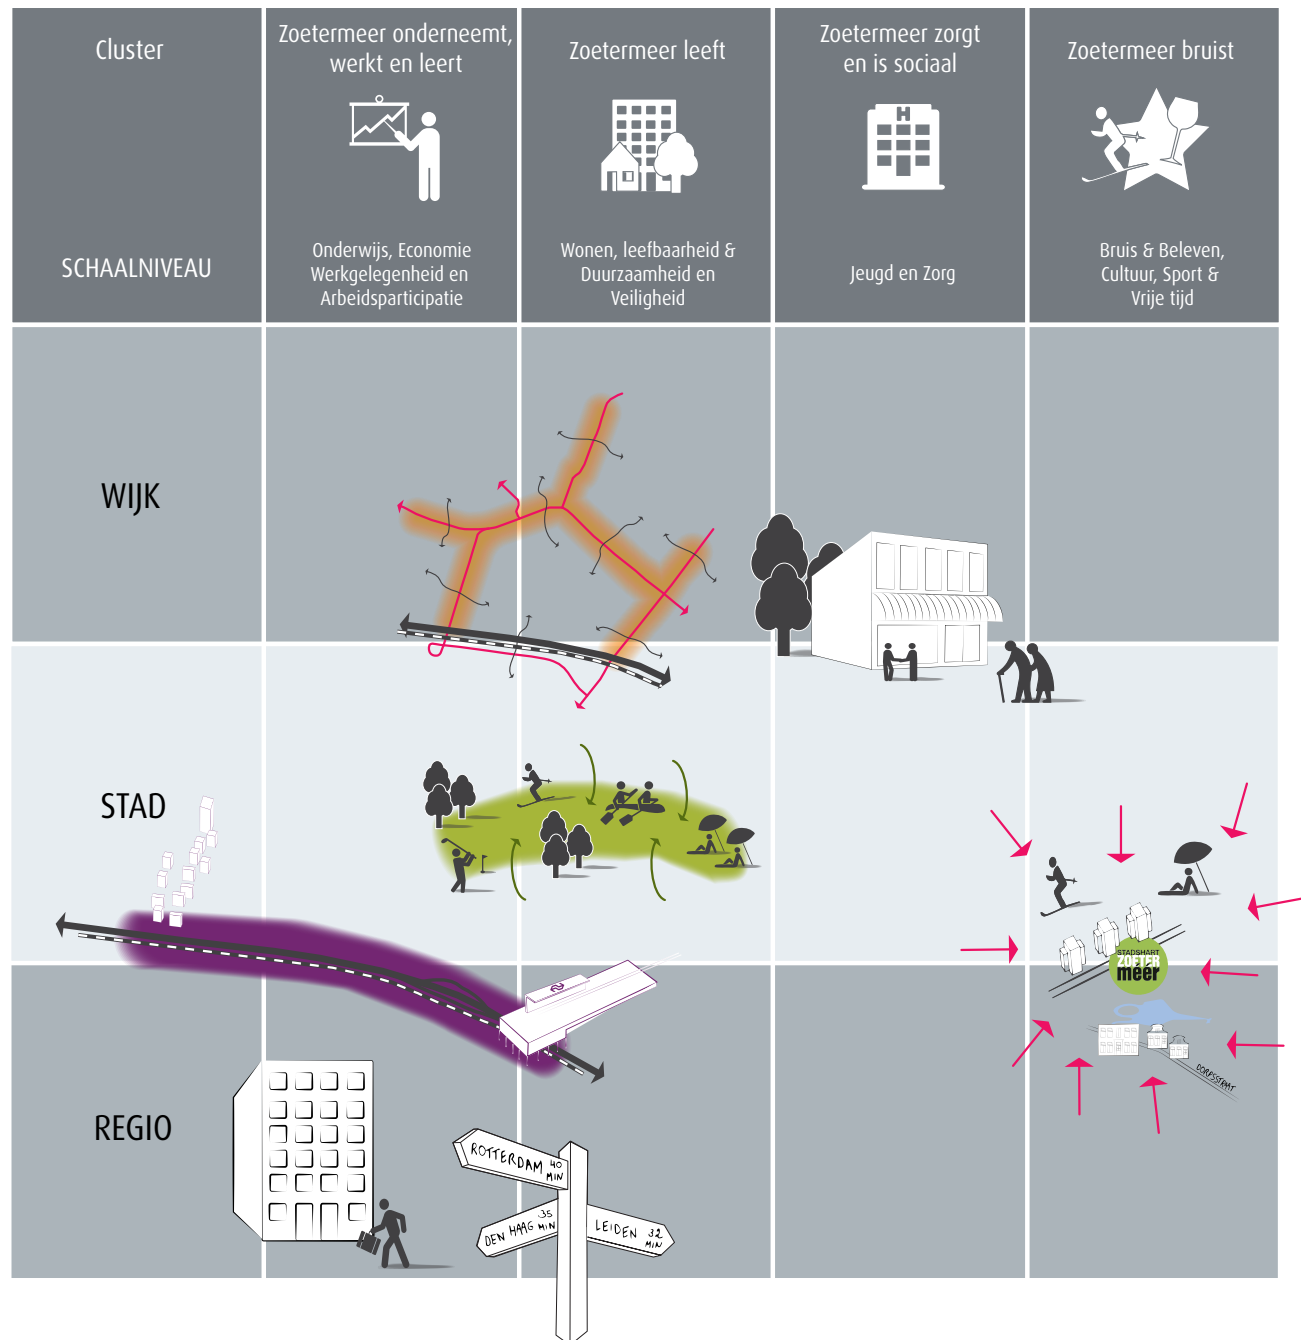 Cluster
Zoetermeer onderneemt,
werkt en leert
Zoetermeer leeft
Zoetermeer zorgt
en is sociaal
Zoetermeer bruist
H
SCHAALNIVEAU
Onderwijs, Economie
Werkgelegenheid en
Arbeidsparticipatie
Wonen, leefbaarheid &
Duurzaamheid en
Veiligheid
Jeugd en Zorg
Bruis & Beleven,
Cultuur, Sport &
Vrije tijd
WIJK
STAD
STADSHART
ZOETER
méér
DORPSSTRAAT
REGIO
ROTTERDAM 40
MIN
DEN HAAG 35
MIN
LEIDEN 32
MIN